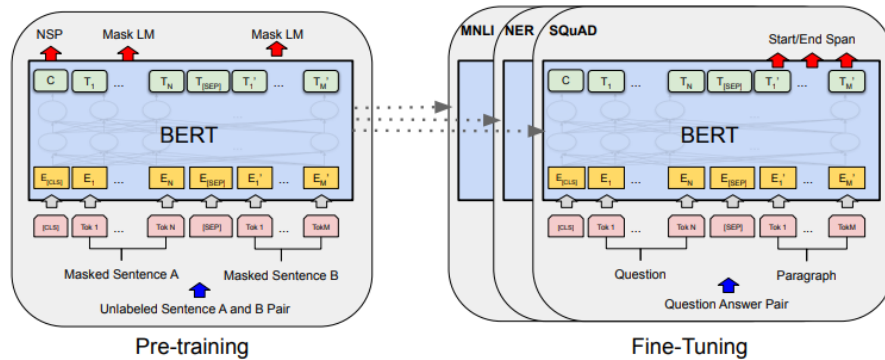 NSP Mask LM Mask LM
C T1 ... TN T[SEP] T1' ... TM'
BERT
E[CLS] E1 ... EN E[SEP] E1' ... EM'
[CLS] Tok 1 ... Tok N [SEP] Tok 1 ... TokM
Masked Sentence A Masked Sentence B
Unlabeled Sentence A and B Pair
Pre-training
MNLI NER SQuAD
Start/End Span
C T1 ... TN T[SEP] T1' ... TM'
BERT
E[CLS] E1 ... EN E[SEP] E1' ... EM'
[CLS] Tok 1 ... Tok N [SEP] Tok 1 ... TokM
Question Paragraph
Question Answer Pair
Fine-Tuning